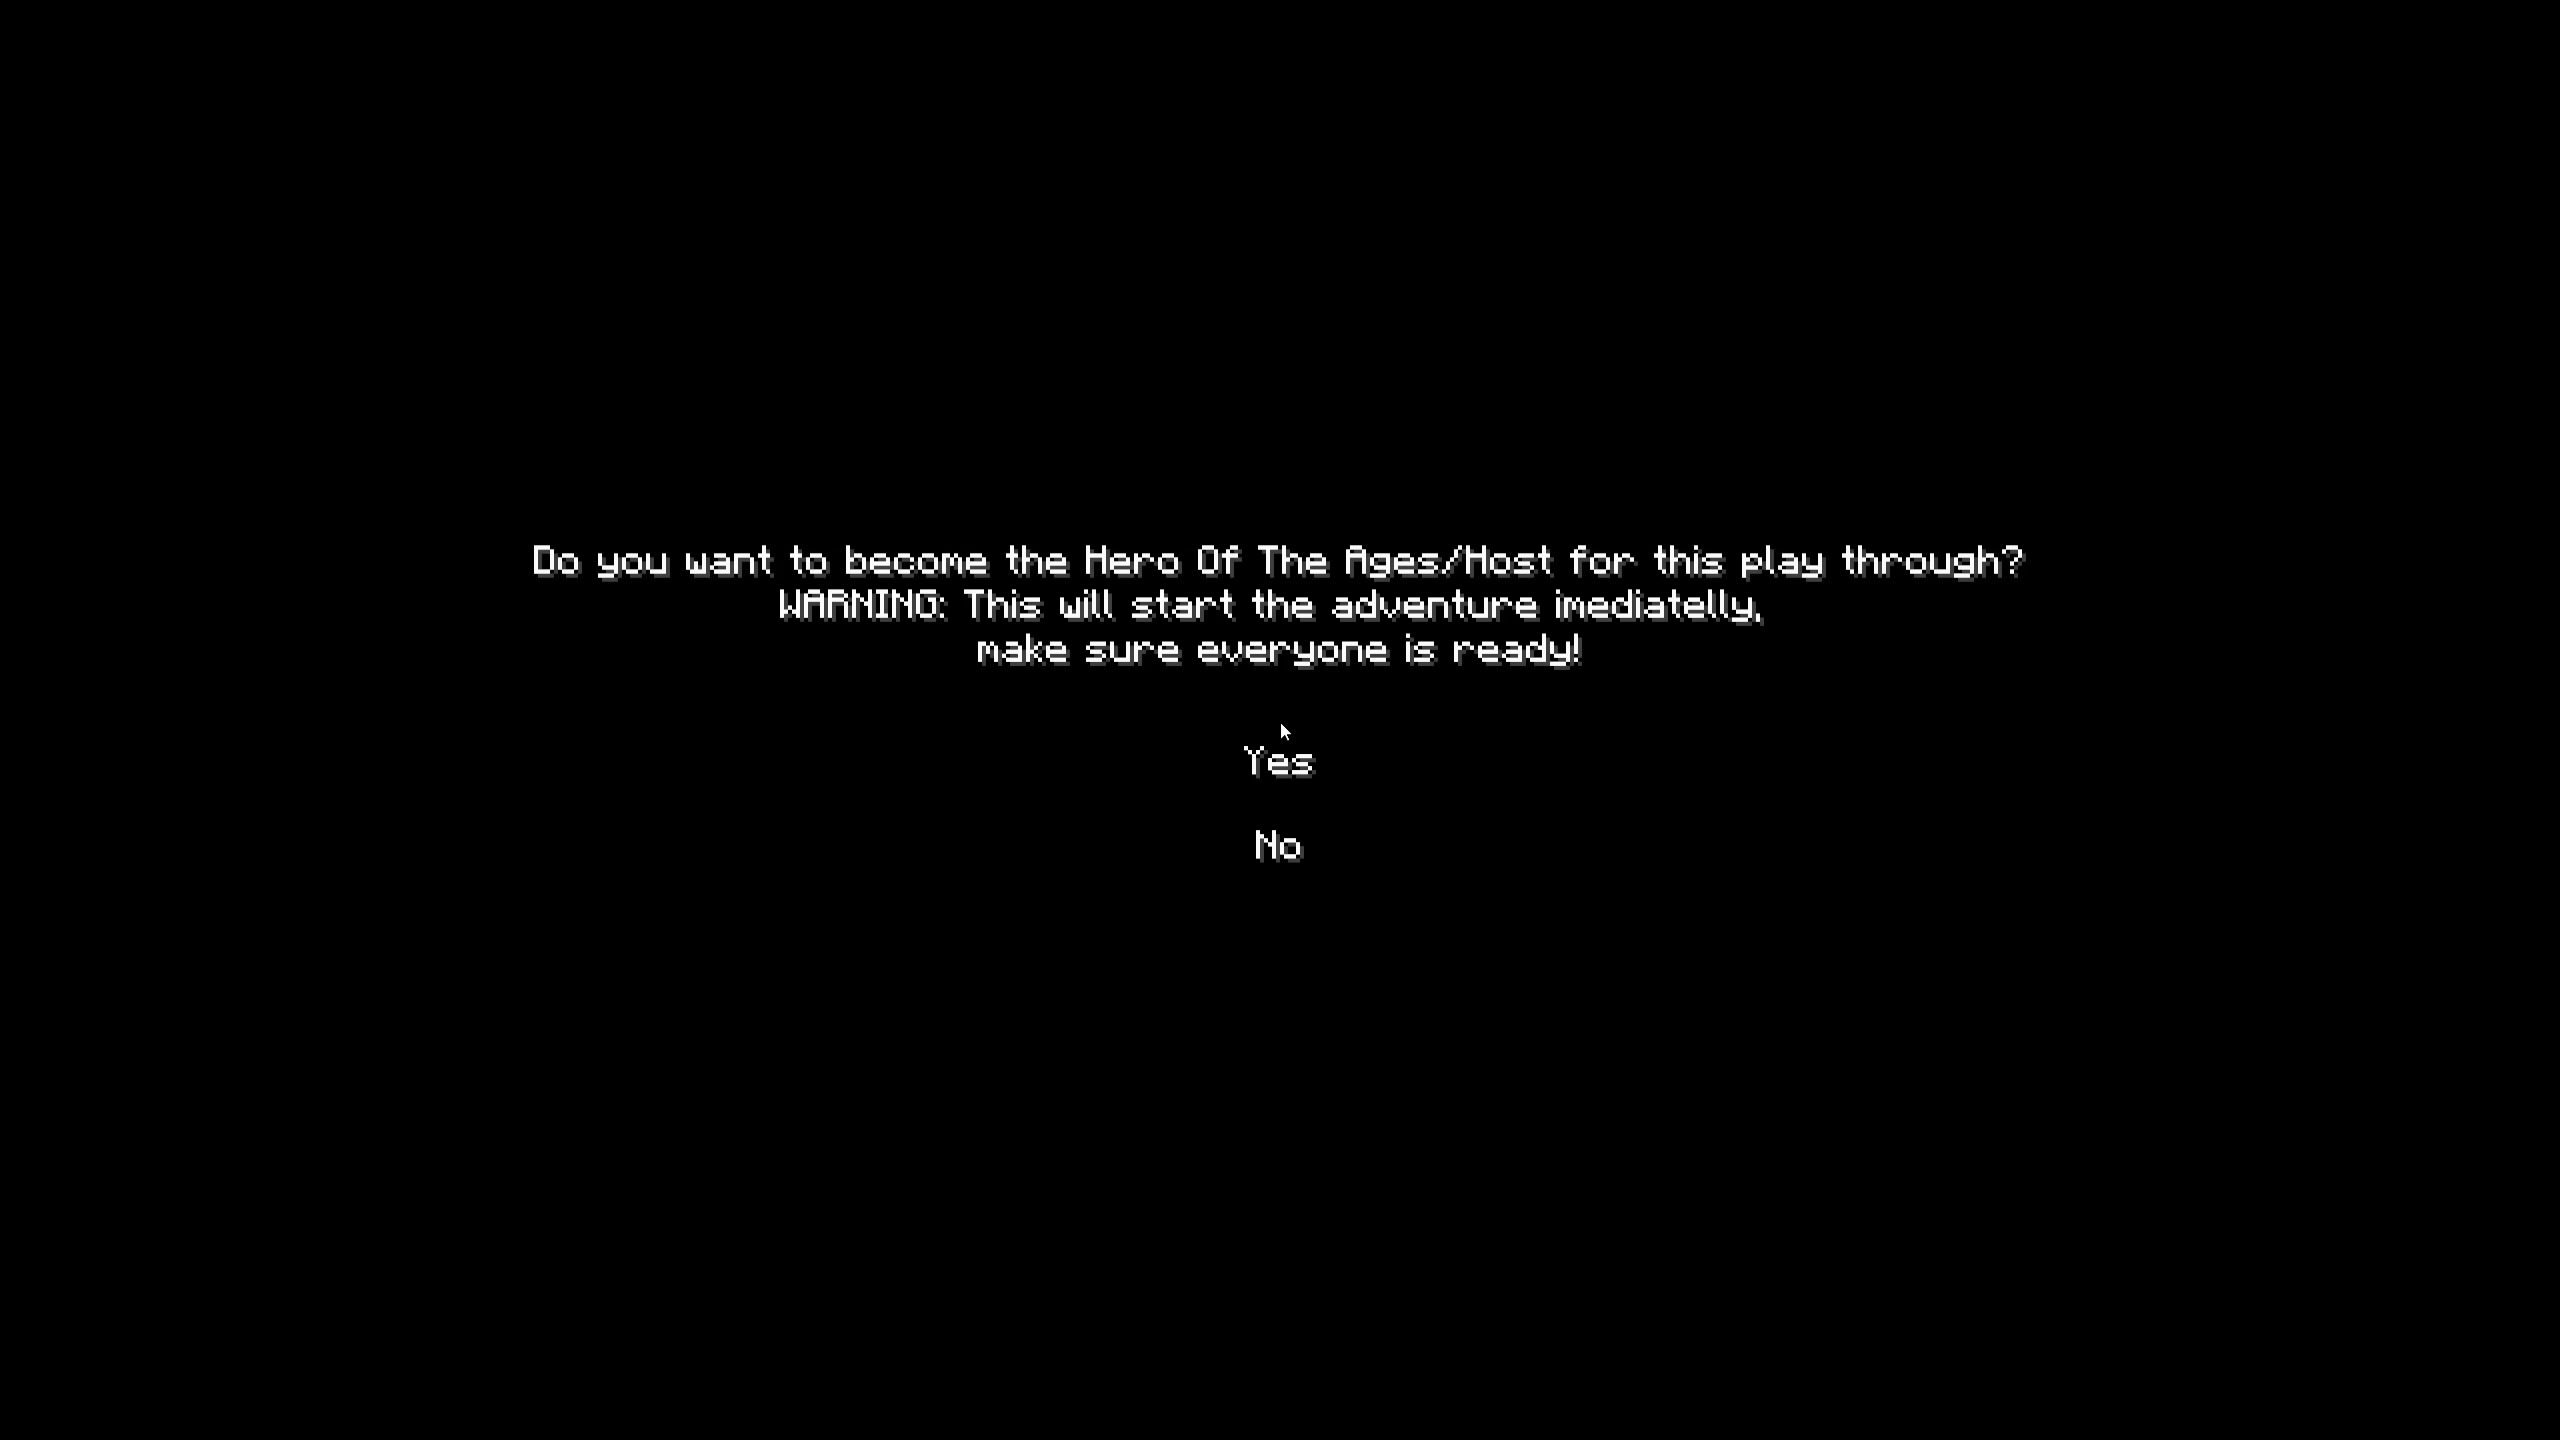 Do you want to become the Hero Of The Ages/Host for this play through?
WARNING: This will start the adventure imediatelly,
make sure everyone is ready!
Yes
No